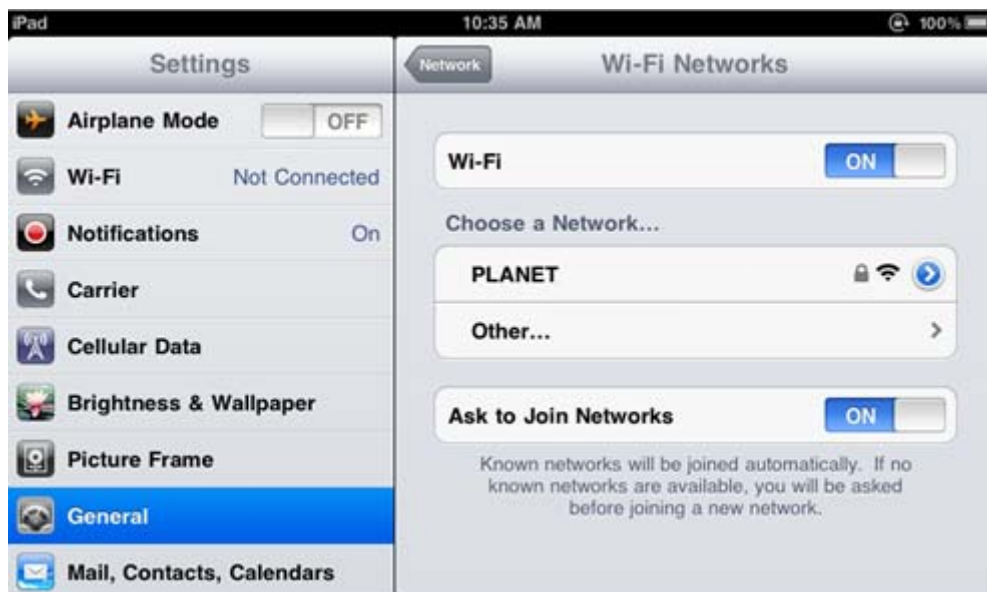 iPad 10:35 AM 100%
Settings
Airplane Mode OFF
Wi-Fi Not Connected
Notifications On
Carrier
Cellular Data
Brightness & Wallpaper
Picture Frame
General
Mail, Contacts, Calendars
Network Wi-Fi Networks
Wi-Fi ON
Choose a Network...
PLANET
Other...
Ask to Join Networks ON
Known networks will be joined automatically. If no
known networks are available, you will be asked
before joining a new network.